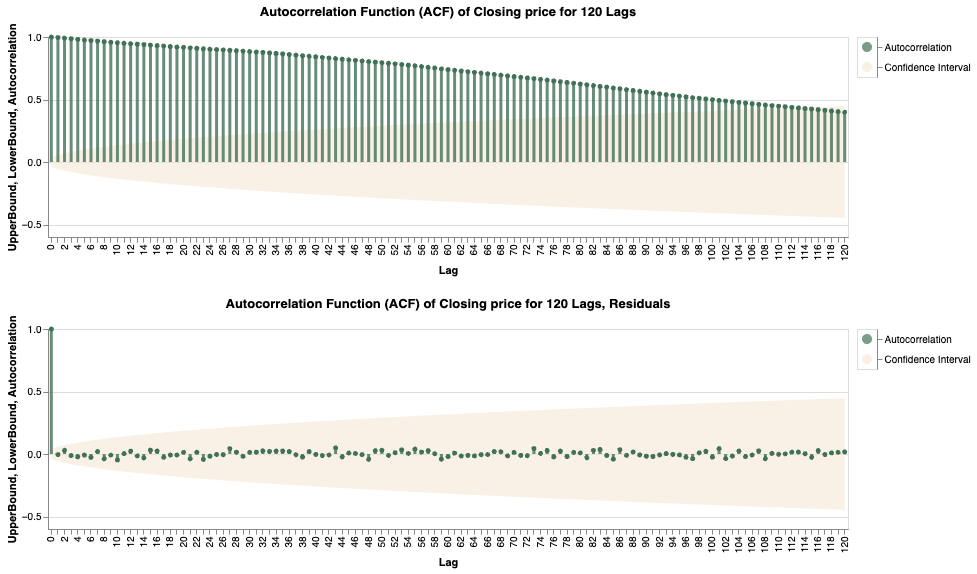 Autocorrelation Function (ACF) of Closing price for 120 Lags
UpperBound, LowerBound, Autocorrelation
1.0
0.5
0.0
−0.5
0 2 4 6 8 10 12 14 16 18 20 22 24 26 28 30 32 34 36 38 40 42 44 46 48 50 52 54 56 58 60 62 64 66 68 70 72 74 76 78 80 82 84 86 88 90 92 94 96 98 100 102 104 106 108 110 112 114 116 118 120
Lag
Autocorrelation
Confidence Interval
Autocorrelation Function (ACF) of Closing price for 120 Lags, Residuals
UpperBound, LowerBound, Autocorrelation
1.0
0.5
0.0
−0.5
0 2 4 6 8 10 12 14 16 18 20 22 24 26 28 30 32 34 36 38 40 42 44 46 48 50 52 54 56 58 60 62 64 66 68 70 72 74 76 78 80 82 84 86 88 90 92 94 96 98 100 102 104 106 108 110 112 114 116 118 120
Lag
Autocorrelation
Confidence Interval